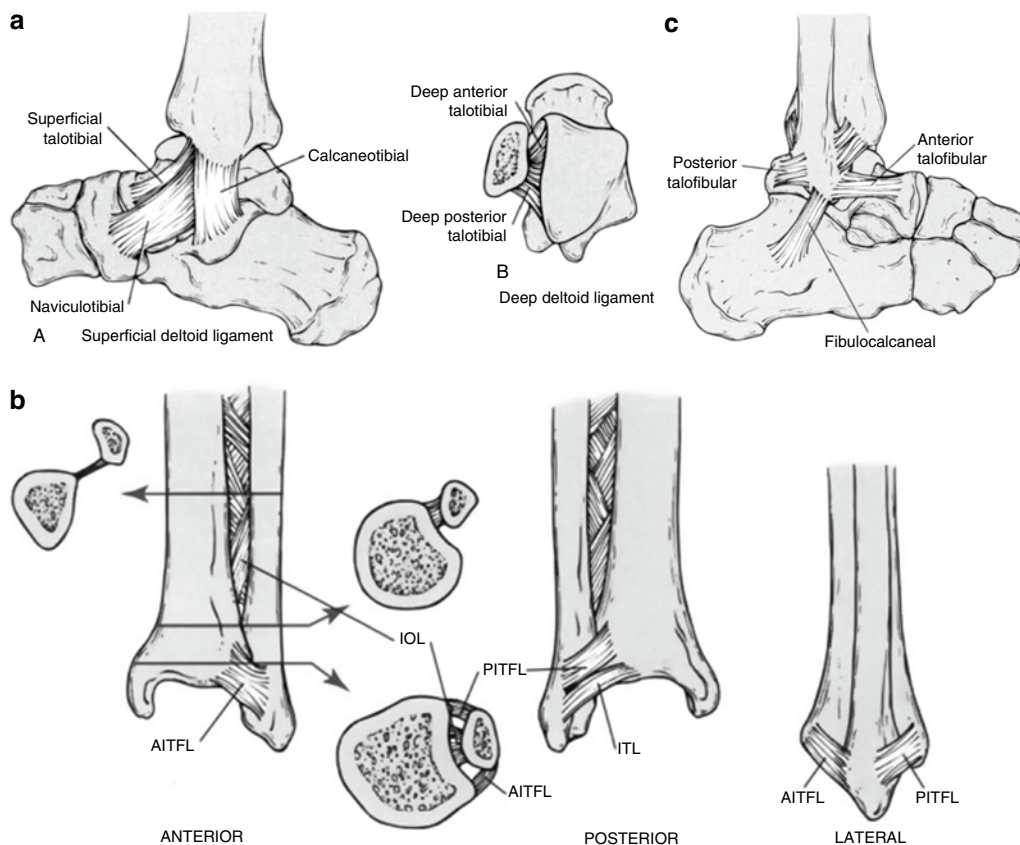 a
Superficial
talotibial
Calcaneotibial
Naviculotibial
A
Superficial deltoid ligament
Deep anterior
talotibial
Deep posterior
talotibial
B
Deep deltoid ligament
c
Posterior
talofibular
Anterior
talofibular
Fibulocalcaneal
b
IOL
PITFL
AITFL
AITFL
ITL
AITFL
PITFL
ANTERIOR
POSTERIOR
LATERAL